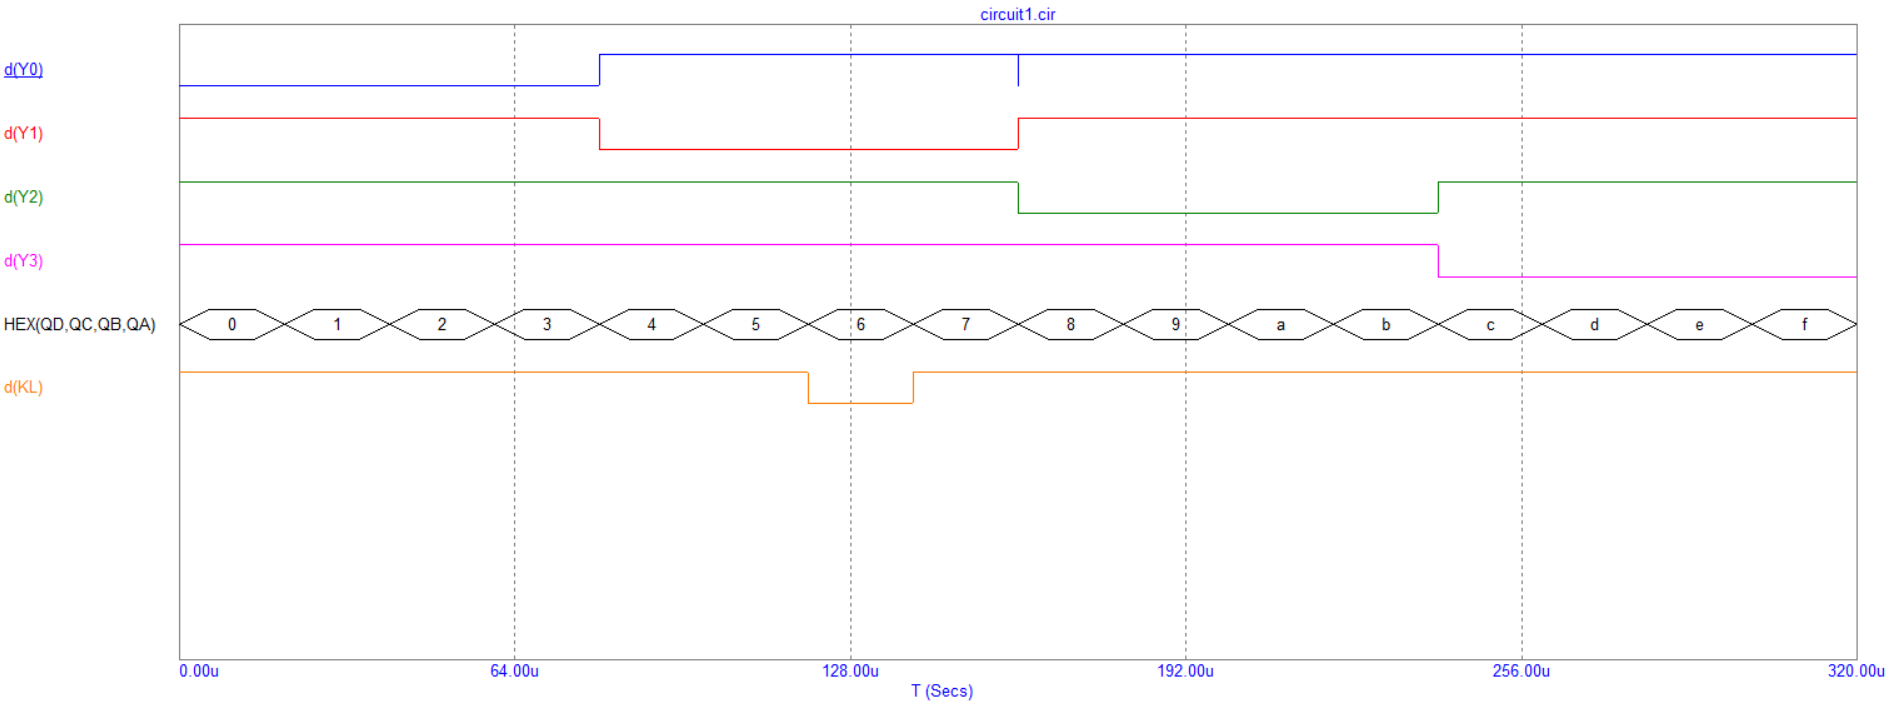 circuit1.cir
d(Y0)
d(Y1)
d(Y2)
d(Y3)
HEX(QD,QC,QB,QA) 0 1 2 3 4 5 6 7 8 9 a b c d e f
d(KL)
0.00u 64.00u 128.00u 192.00u 256.00u 320.00u
T (Secs)